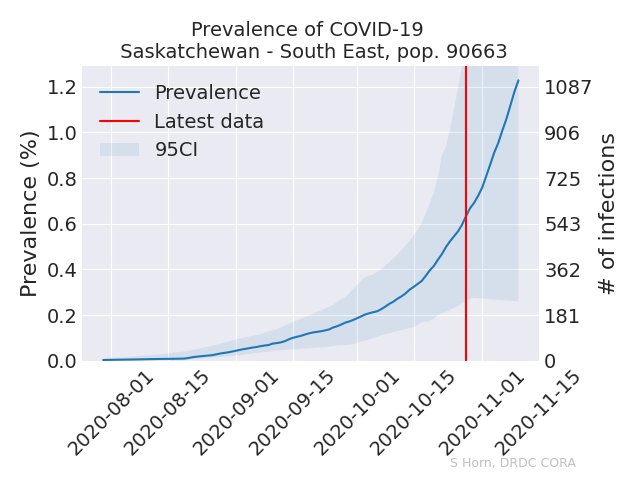 Prevalence of COVID-19
Saskatchewan - South East, pop. 90663
Prevalence
Latest data
95CI
Prevalence (%)
1.2
1.0
0.8
0.6
0.4
0.2
0.0
# of infections
1087
906
725
543
362
181
0
2020-08-01
2020-08-15
2020-09-01
2020-09-15
2020-10-01
2020-10-15
2020-11-01
2020-11-15
S Horn, DRDC CORA